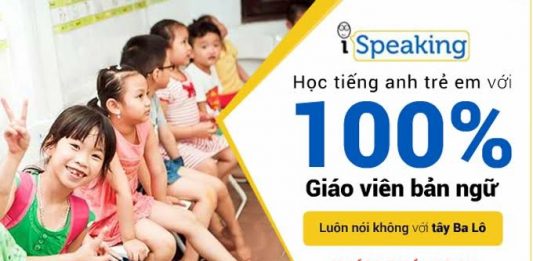 iSpeaking
Học tiếng anh trẻ em với
100%
Giáo viên bản ngữ
Luôn nói không với tây Ba Lô